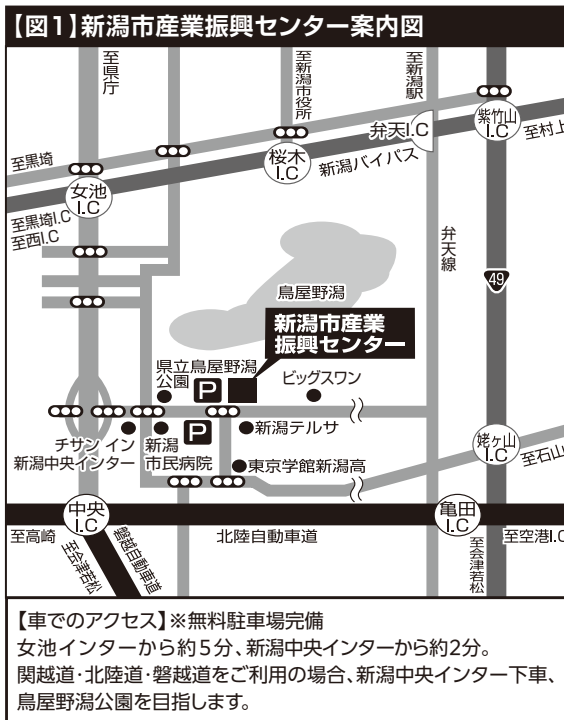 【図1】新潟市産業振興センター案内図
至県庁
至新潟市役所
至新潟駅
紫竹山
I.C
弁天I.C
至村上
桜木
I.C
新潟バイパス
至黒埼
女池
I.C
至黒埼I.C
至西I.C
弁天線
49
鳥屋野潟
新潟市産業
振興センター
県立鳥屋野潟
公園
P
ビッグスワン
P
新潟テルサ
チサン イン
新潟中央インター
新潟
市民病院
東京学館新潟高
姥ヶ山
I.C
至石山
中央
I.C
亀田
I.C
至高崎
北陸自動車道
至空港I.C
至会津若松
磐越自動車道
至会津若松
【車でのアクセス】※無料駐車場完備
女池インターから約5分、新潟中央インターから約2分。
関越道・北陸道・磐越道をご利用の場合、新潟中央インター下車、
鳥屋野潟公園を目指します。